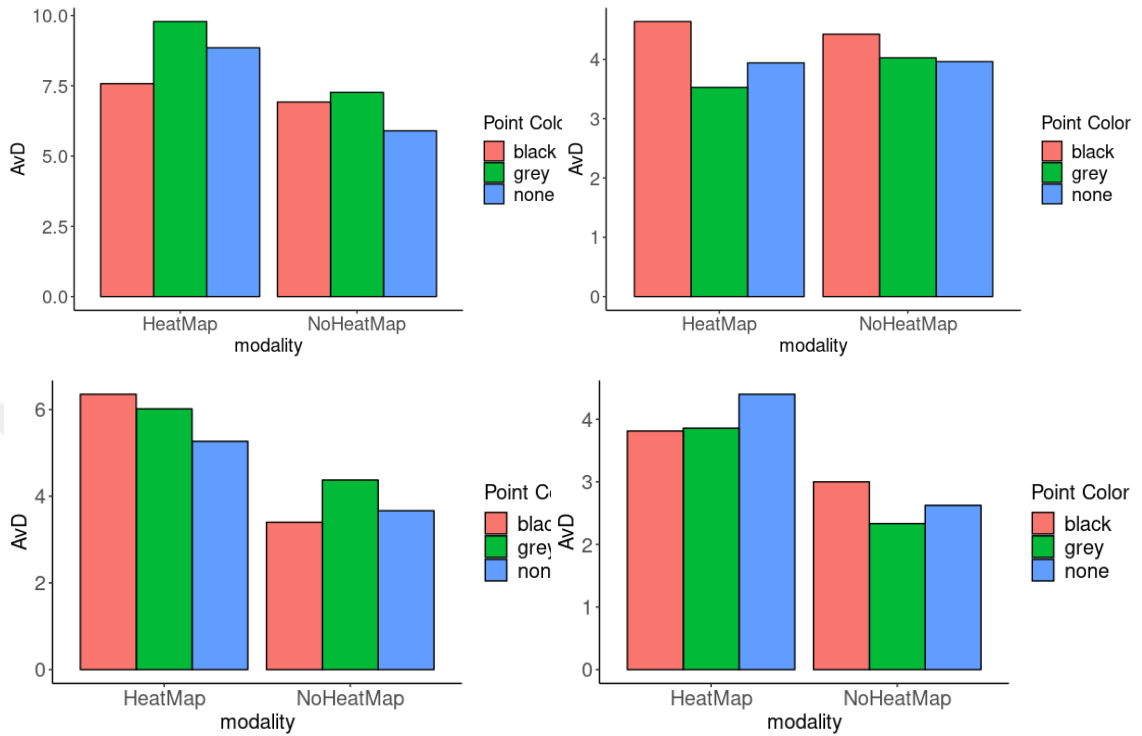 10.0
7.5
5.0
2.5
0.0
AvD
HeatMap
NoHeatMap
modality
Point Colo
black
grey
none
4
3
2
1
0
AvD
HeatMap
NoHeatMap
modality
Point Color
black
grey
none
6
4
2
0
AvD
HeatMap
NoHeatMap
modality
Point Co
blac
grey
non
4
3
2
1
0
AvD
HeatMap
NoHeatMap
modality
Point Color
black
grey
none